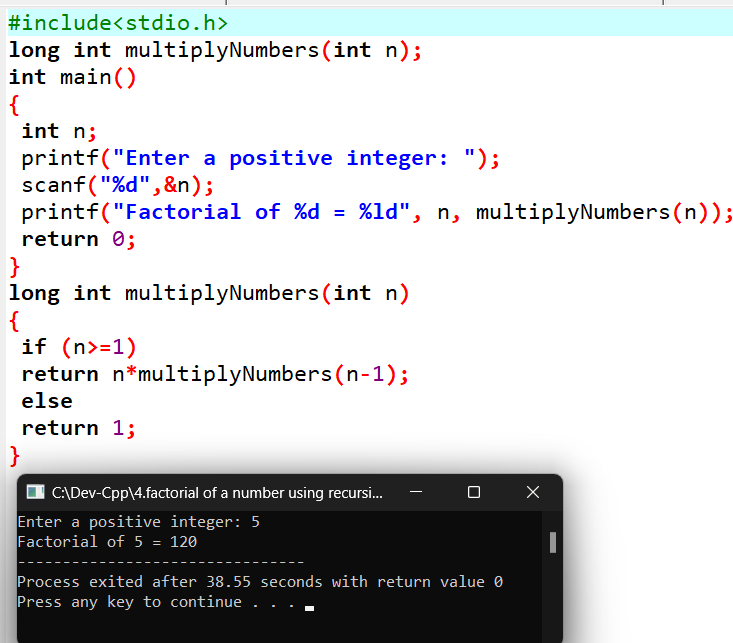 #include<stdio.h>
long int multiplyNumbers(int n);
int main()
{
 int n;
 printf("Enter a positive integer: ");
 scanf("%d",&n);
 printf("Factorial of %d = %ld", n, multiplyNumbers(n));
 return 0;
}
long int multiplyNumbers(int n)
{
 if (n>=1)
 return n*multiplyNumbers(n-1);
 else
 return 1;
}
C:\Dev-Cpp\4.factorial of a number using recursi...
Enter a positive integer: 5
Factorial of 5 = 120
--------------------------------
Process exited after 38.55 seconds with return value 0
Press any key to continue . . .